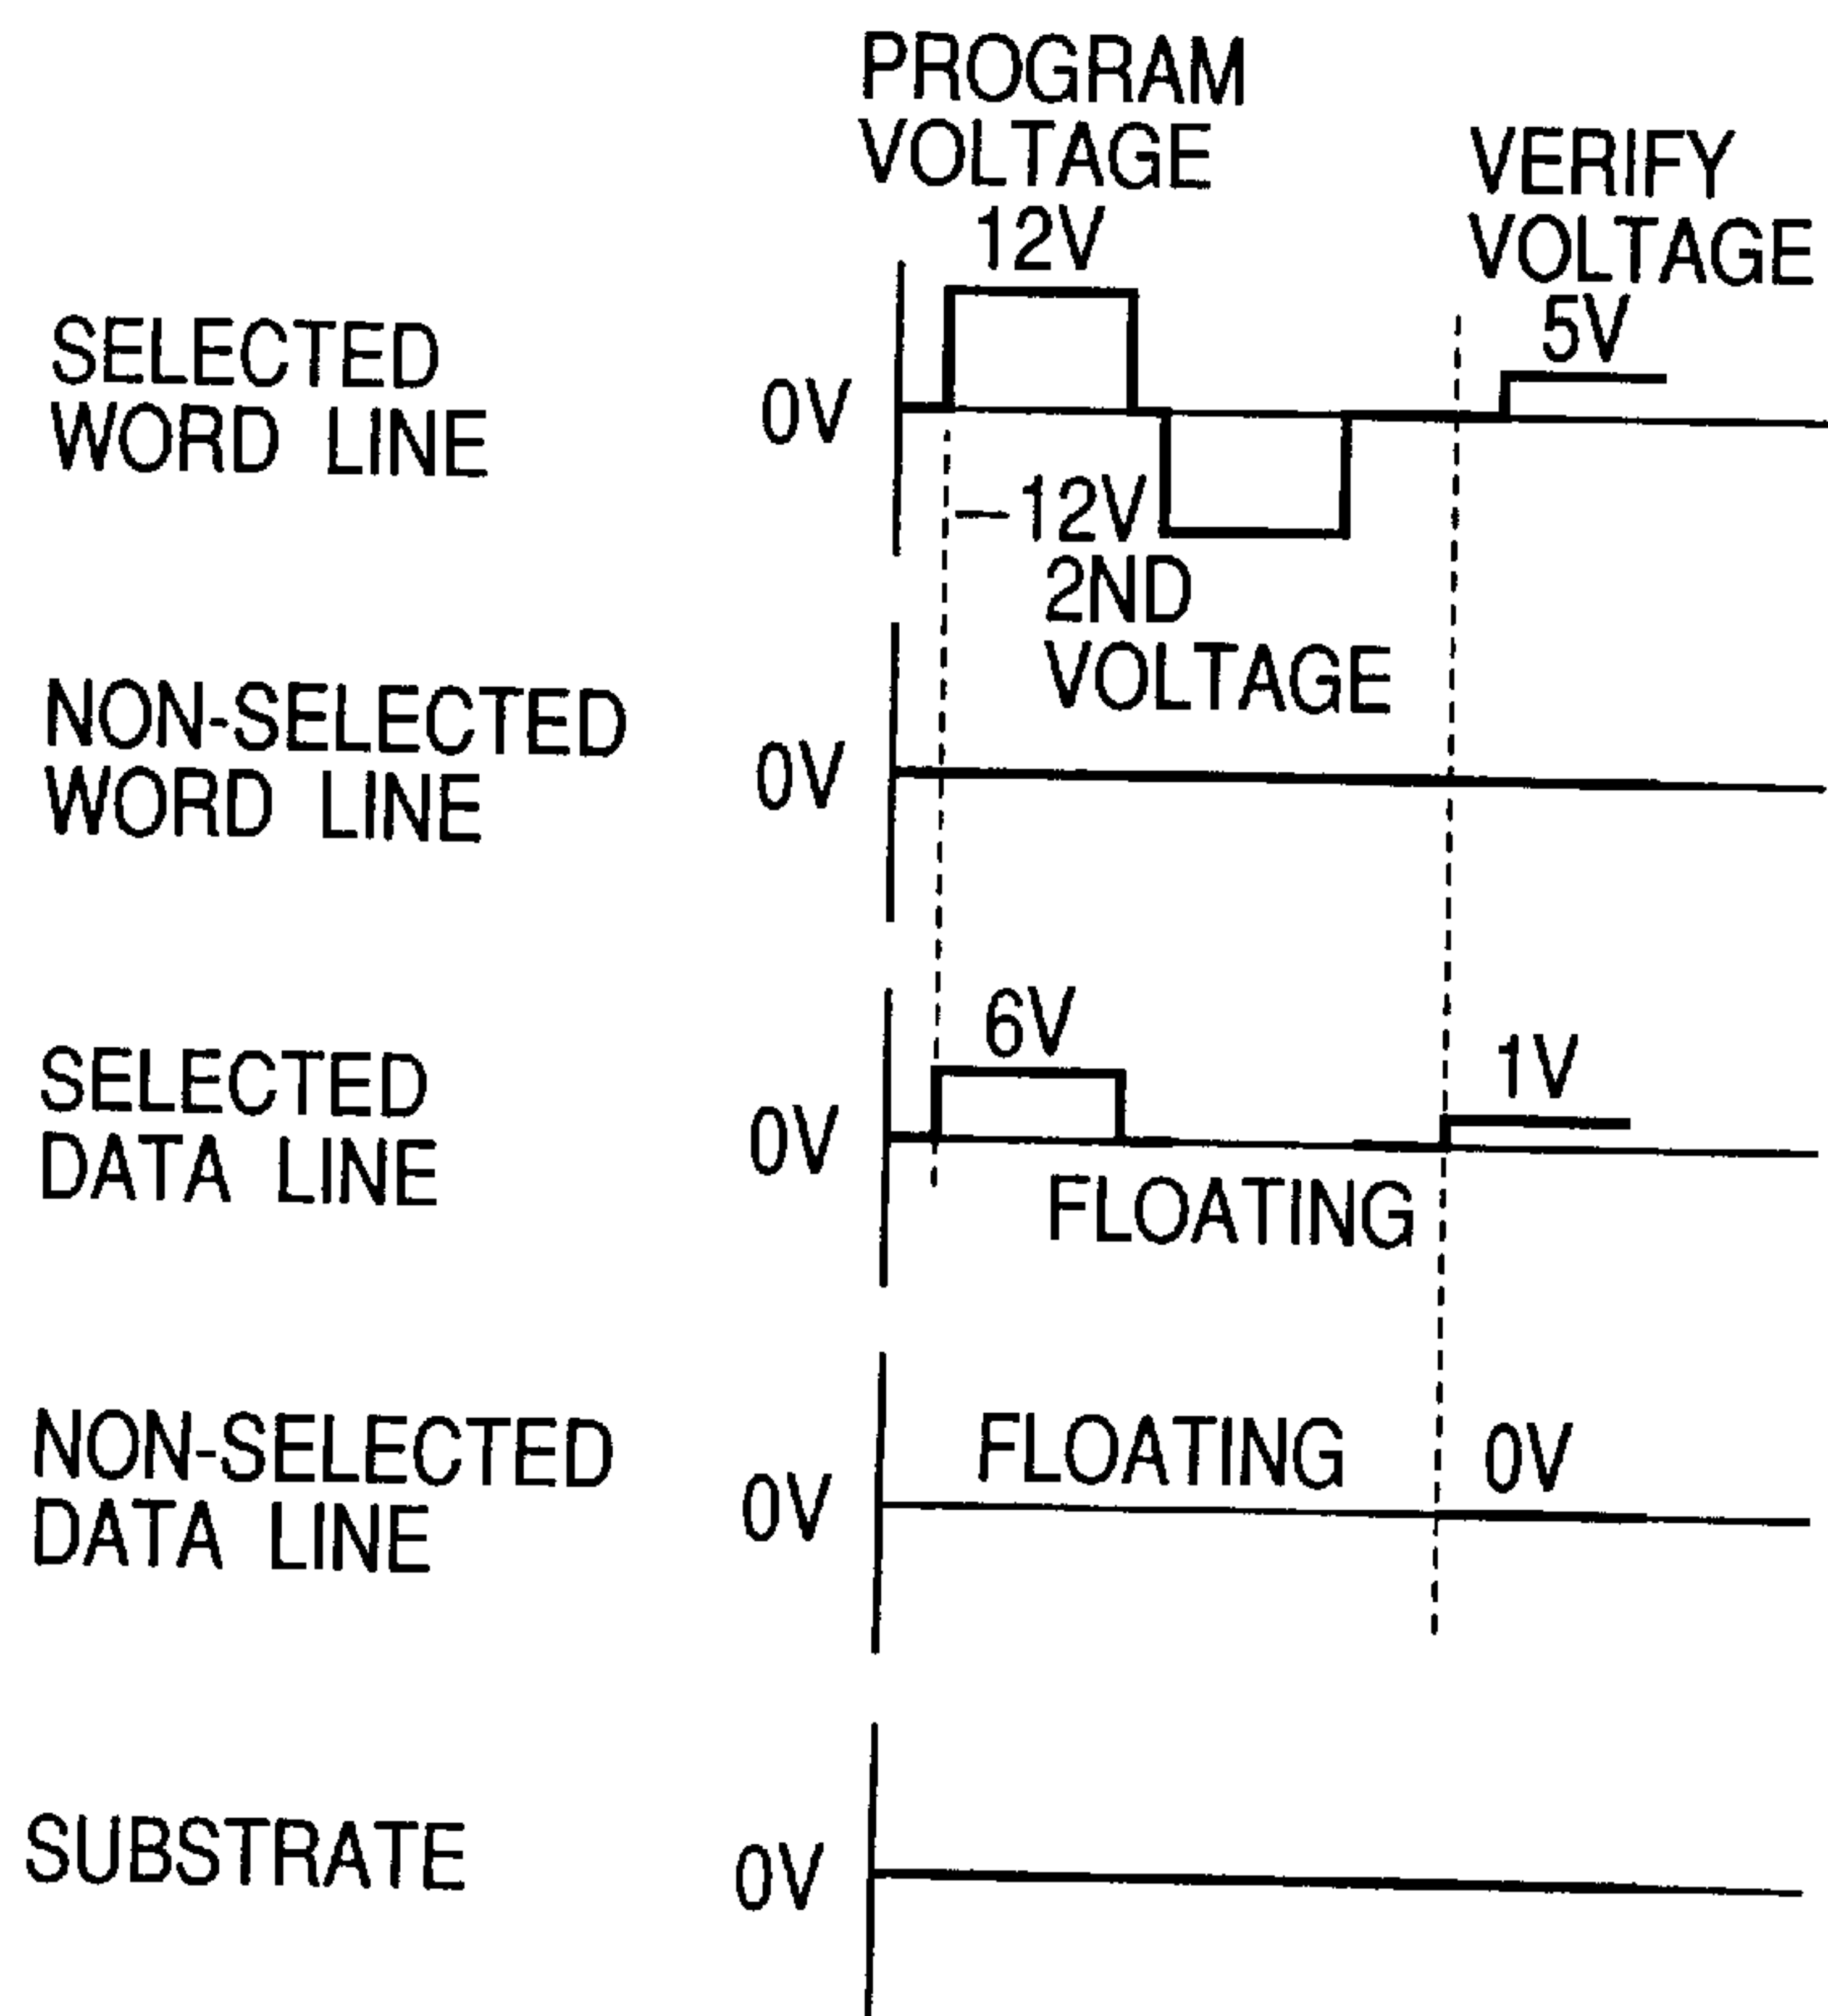 PROGRAM
VOLTAGE
12V
VERIFY
VOLTAGE
5V
SELECTED
WORD LINE
0V
-12V
2ND
VOLTAGE
NON-SELECTED
WORD LINE
0V
6V
1V
SELECTED
DATA LINE
0V
FLOATING
NON-SELECTED
DATA LINE
0V
FLOATING
0V
SUBSTRATE
0V